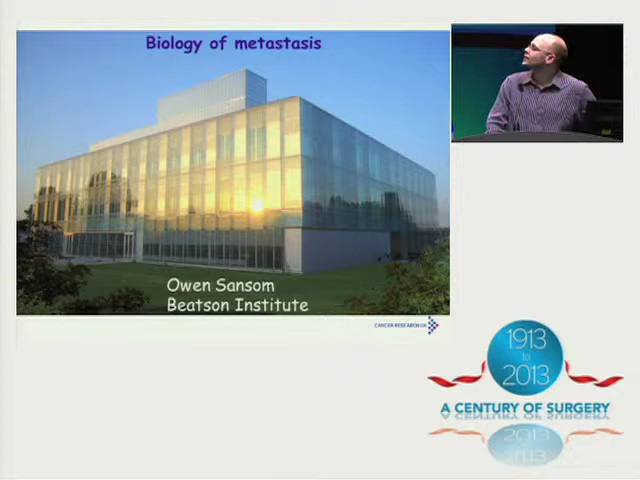 Biology of metastasis
Owen Sansom
Beatson Institute
CANCER RESEARCH UK
1913
to
2013
A CENTURY OF SURGERY